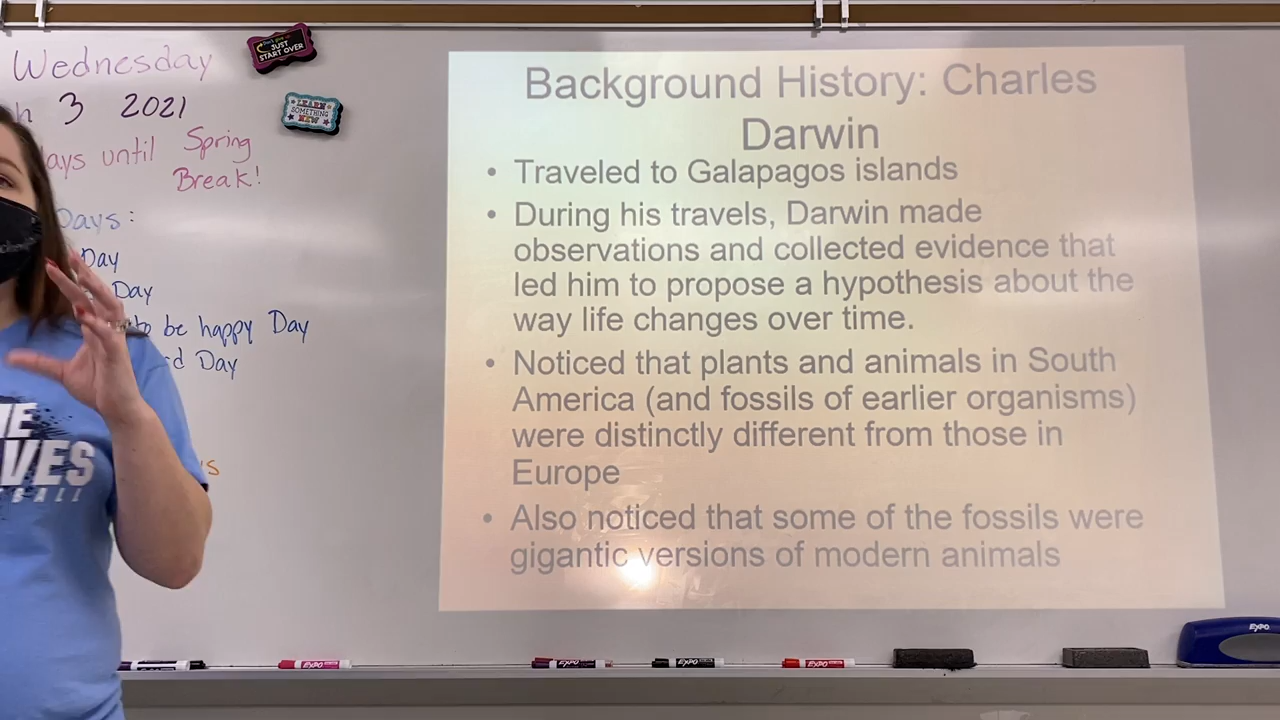 Wednesday
3 2021
until Spring
Break!
Days:
Day
Day
to be happy Day
Day
JUST
START OVER
LEARN
SOMETHING
NEW
Background History: Charles
Darwin
• Traveled to Galapagos islands
• During his travels, Darwin made
observations and collected evidence that
led him to propose a hypothesis about the
way life changes over time.
• Noticed that plants and animals in South
America (and fossils of earlier organisms)
were distinctly different from those in
Europe
• Also noticed that some of the fossils were
gigantic versions of modern animals
EXPO
EXPO
EXPO
EXPO
EXPO